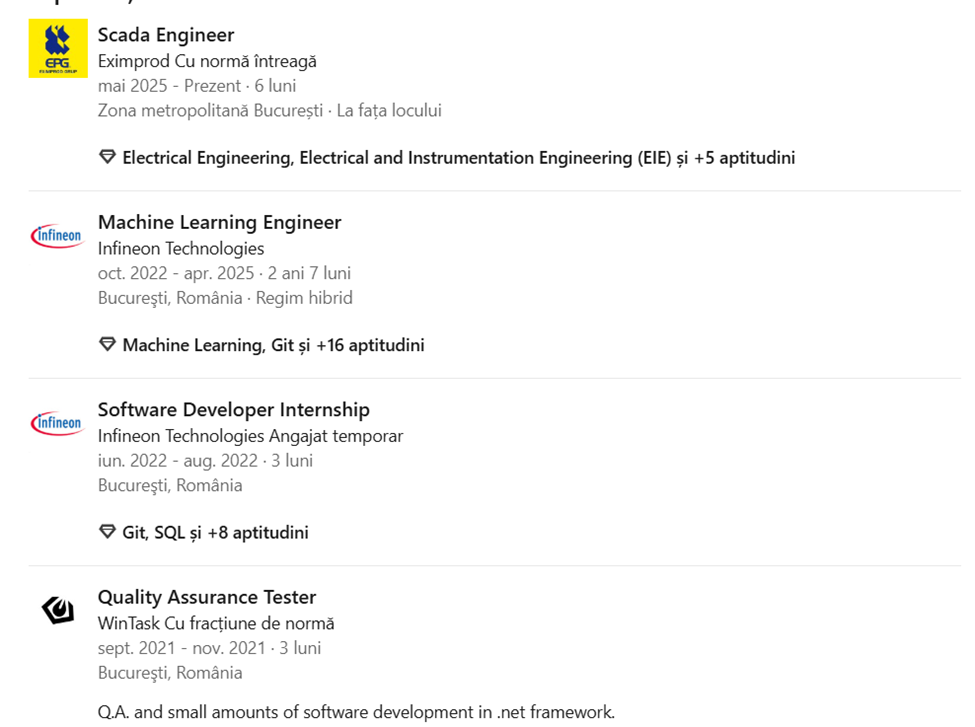 EPG
EXIMPROD GRUP
Scada Engineer
Eximprod Cu normă întreagă
mai 2025 - Prezent · 6 luni
Zona metropolitană București · La fața locului
Electrical Engineering, Electrical and Instrumentation Engineering (EIE) și +5 aptitudini
infineon
Machine Learning Engineer
Infineon Technologies
oct. 2022 - apr. 2025 · 2 ani 7 luni
Bucureşti, România · Regim hibrid
Machine Learning, Git și +16 aptitudini
infineon
Software Developer Internship
Infineon Technologies Angajat temporar
iun. 2022 - aug. 2022 · 3 luni
Bucureşti, România
Git, SQL și +8 aptitudini
Quality Assurance Tester
WinTask Cu fracțiune de normă
sept. 2021 - nov. 2021 · 3 luni
Bucureşti, România
Q.A. and small amounts of software development in .net framework.